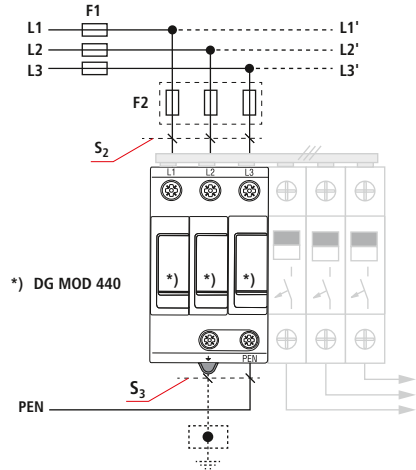 F1
L1 L1'
L2 L2'
L3 L3'
F2
S2
L1 L2 L3
*) *) *)
*) DG MOD 440
PEN
S3
PEN